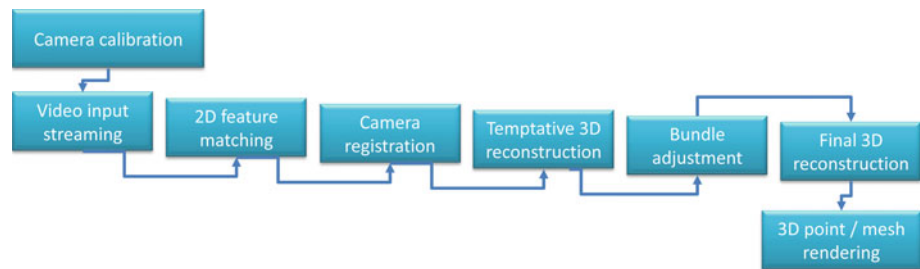 Camera calibration
Video input
streaming
2D feature
matching
Camera
registration
Temptative 3D
reconstruction
Bundle
adjustment
Final 3D
reconstruction
3D point / mesh
rendering